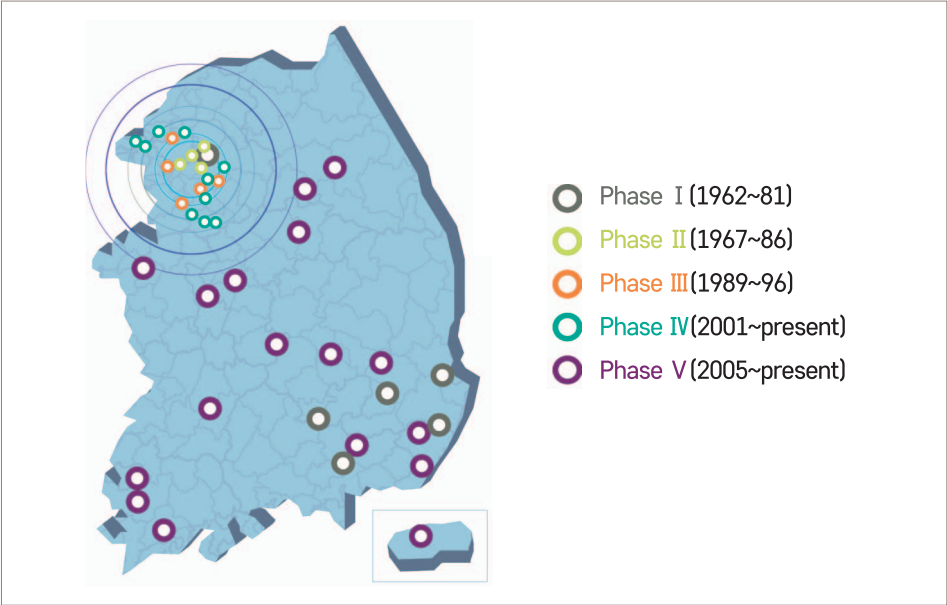 Phase Ⅰ (1962~81)
Phase Ⅱ (1967~86)
Phase Ⅲ (1989~96)
Phase Ⅳ (2001~present)
Phase Ⅴ (2005~present)